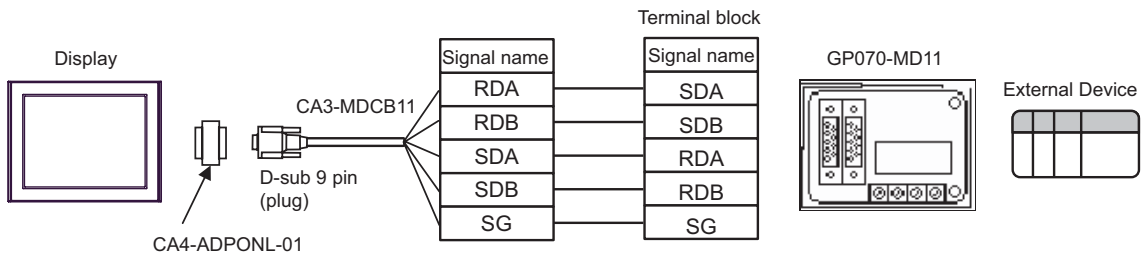 Terminal block
Display
Signal name
Signal name
GP070-MD11
External Device
CA3-MDCB11
RDA
SDA
RDB
SDB
SDA
RDA
SDB
RDB
SG
SG
D-sub 9 pin
(plug)
CA4-ADPONL-01